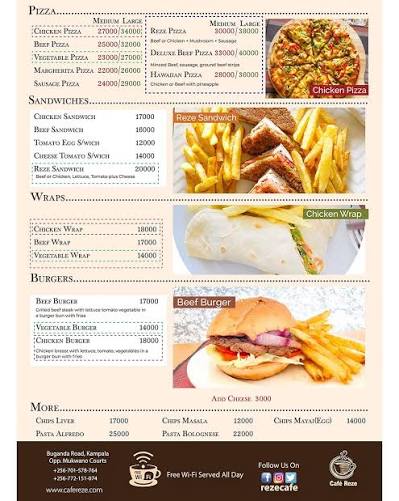 PIZZA
MEDIUM LARGE
CHICKEN PIZZA 27000/34000
BEEF PIZZA 25000/32000
VEGETABLE PIZZA 23000/27000
MARGHERITA PIZZA 22000/26000
SAUSAGE PIZZA 24000/29000
MEDIUM LARGE
REZE PIZZA 30000/38000
Beef or Chicken + Mushroom + Sausage
DELUXE BEEF PIZZA 33000/40000
Minced Beef, sausage, ground beef strips
HAWAIIAN PIZZA 28000/36000
Chicken or Beef with pineapple
Chicken Pizza
SANDWICHES
CHICKEN SANDWICH 17000
BEEF SANDWICH 16000
TOMATO EGG S/WICH 12000
CHEESE TOMATO S/WICH 14000
REZE SANDWICH 20000
Beef or Chicken, Lettuce, Tomato plus Cheese
Reze Sandwich
WRAPS
CHICKEN WRAP 18000
BEEF WRAP 17000
VEGETABLE WRAP 14000
Chicken Wrap
BURGERS
BEEF BURGER 17000
Grilled beef steak with lettuce tomato vegetable in
a burger bun with fries
VEGETABLE BURGER 14000
CHICKEN BURGER 18000
Chicken breast with lettuce, tomato, vegetables in a
burger bun with fries
Beef Burger
ADD CHEESE 3000
MORE
CHIPS LIVER 17000
CHIPS MASALA 12000
CHIPS MAYAI(EGG) 14000
PASTA ALFREDO 25000
PASTA BOLOGNESE 22000
Buganda Road, Kampala
Opp. Mukwano Courts
+256-701-578-764
+256-772-151-074
www.cafereze.com
FREE
Wi Fi
Free Wi-Fi Served All Day
Follow Us On
rezecafe
Café Reze